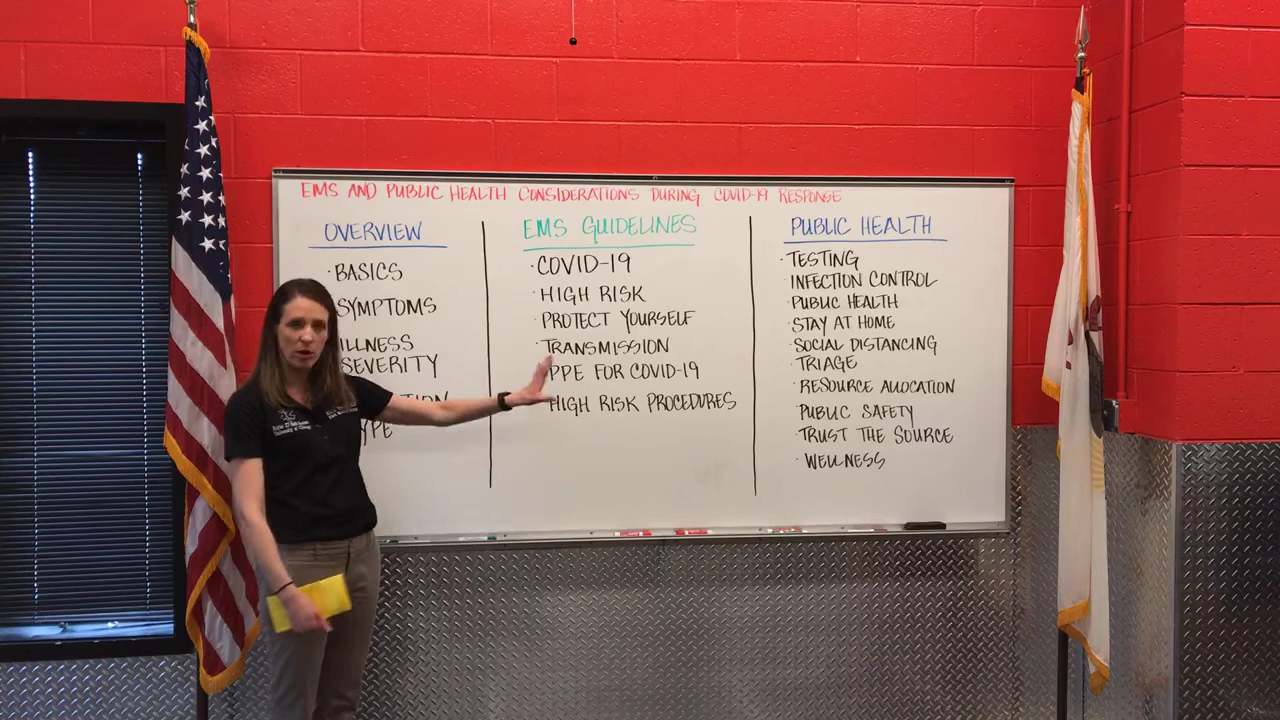 EMS AND PUBLIC HEALTH CONSIDERATIONS DURING COVID-19 RESPONSE
OVERVIEW
· BASICS
SYMPTOMS
ILLNESS
SEVERITY
EMS GUIDELINES
· COVID-19
· HIGH RISK
· PROTECT YOURSELF
· TRANSMISSION
PPE FOR COVID-19
HIGH RISK PROCEDURES
PUBLIC HEALTH
· TESTING
· INFECTION CONTROL
· PUBLIC HEALTH
· STAY AT HOME
· SOCIAL DISTANCING
· TRIAGE
· RESOURCE ALLOCATION
· PUBLIC SAFETY
· TRUST THE SOURCE
· WELLNESS